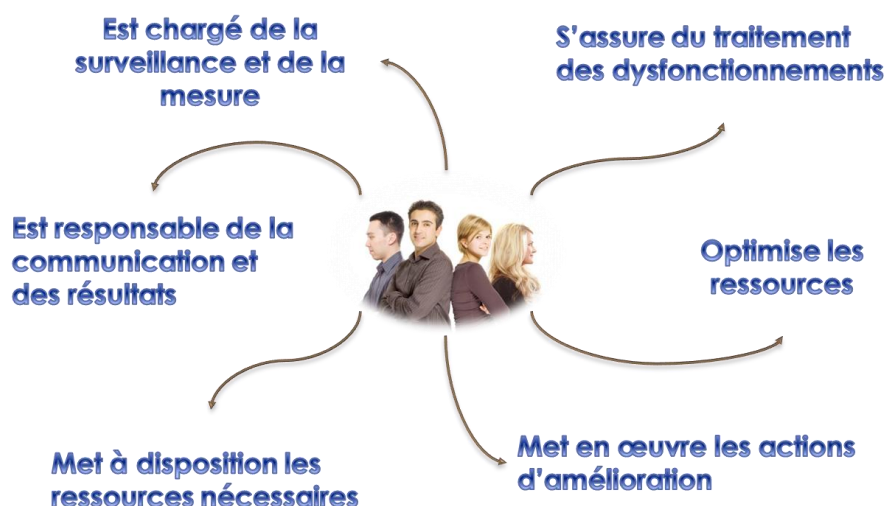 Est chargé de la
surveillance et de la
mesure
S’assure du traitement
des dysfonctionnements
Est responsable de la
communication et
des résultats
Optimise les
ressources
Met à disposition les
ressources nécessaires
Met en œuvre les actions
d’amélioration